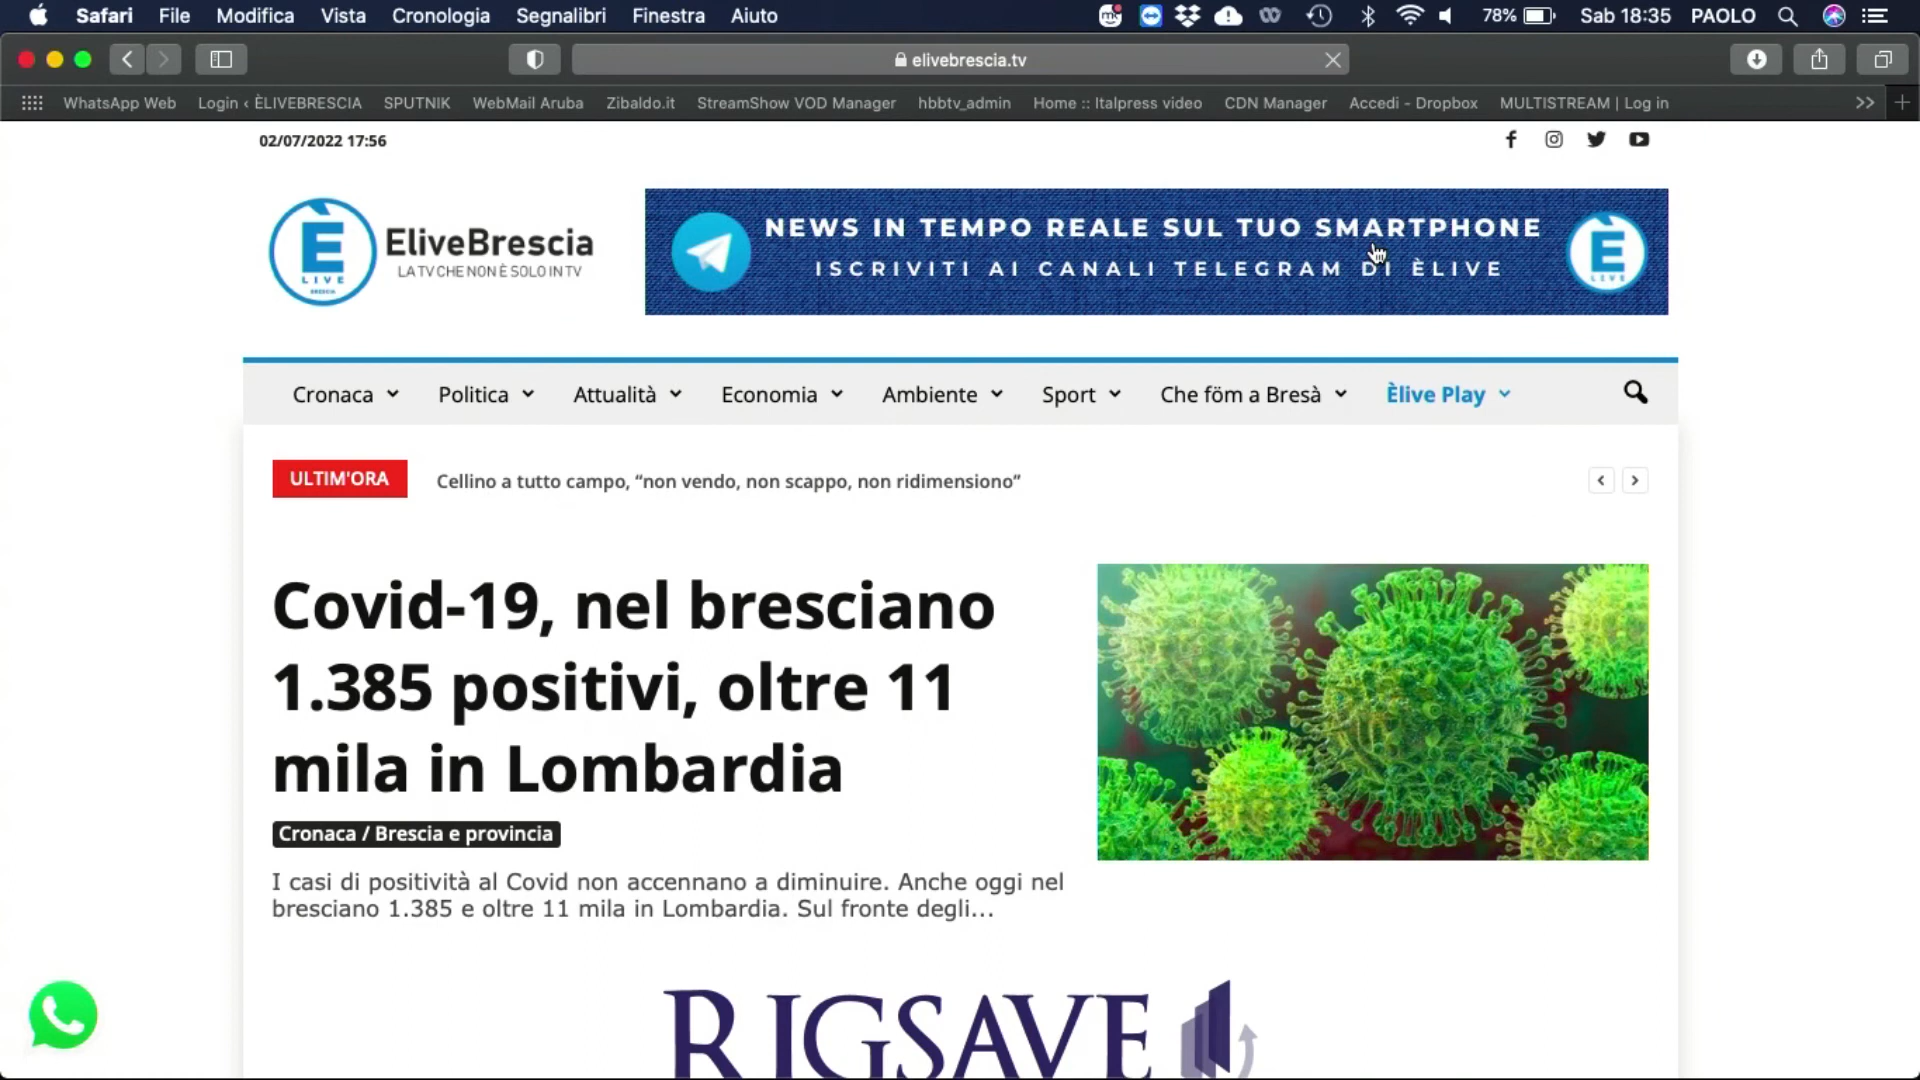 Safari File Modifica Vista Cronologia Segnalibri Finestra Aiuto 78% Sab 18:35 PAOLO
elivebrescia.tv
WhatsApp Web Login ‹ ÈLIVEBRESCIA SPUTNIK WebMail Aruba Zibaldo.it StreamShow VOD Manager hbbtv_admin Home :: Italpress video CDN Manager Accedi - Dropbox MULTISTREAM | Log in
02/07/2022 17:56
È
LIVE
BRESCIA
EliveBrescia
LA TV CHE NON È SOLO IN TV
NEWS IN TEMPO REALE SUL TUO SMARTPHONE
ISCRIVITI AI CANALI TELEGRAM DI ÈLIVE
È
LIVE
Cronaca Politica Attualità Economia Ambiente Sport Che föm a Bresà Èlive Play
ULTIM'ORA Cellino a tutto campo, “non vendo, non scappo, non ridimensiono”
Covid-19, nel bresciano
1.385 positivi, oltre 11
mila in Lombardia
Cronaca / Brescia e provincia
I casi di positività al Covid non accennano a diminuire. Anche oggi nel
bresciano 1.385 e oltre 11 mila in Lombardia. Sul fronte degli...
RIGSAVE